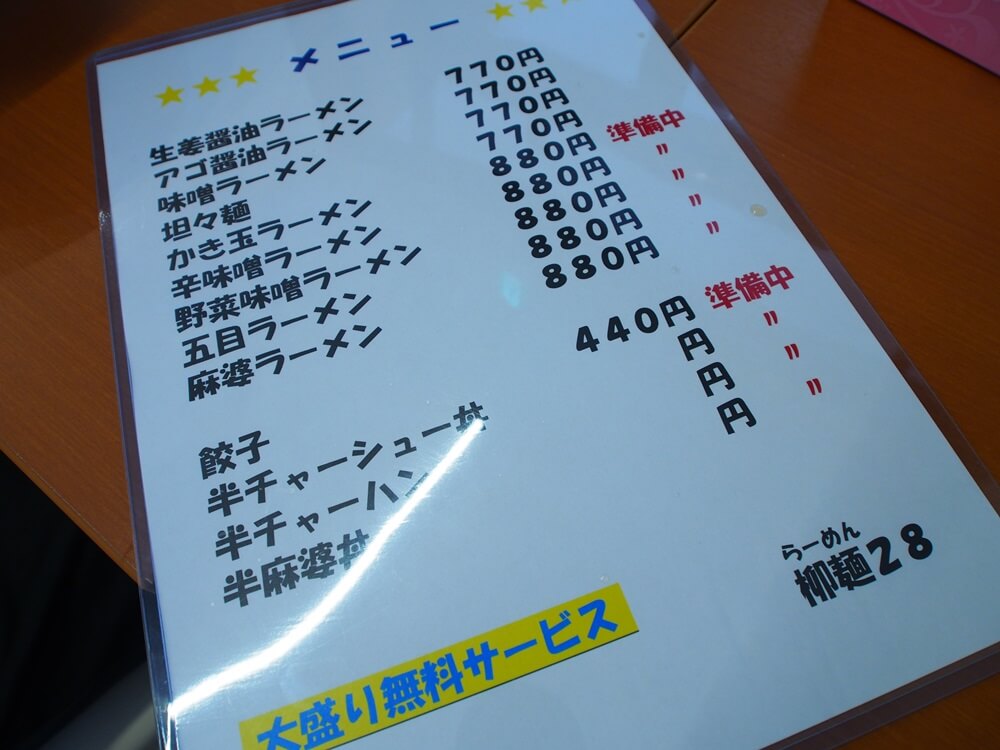 ★★★ メニュー ★★★
生姜醤油ラーメン 770円
アゴ醤油ラーメン 770円
味噌ラーメン 770円
坦々麺 770円
かき玉ラーメン 880円 準備中
辛味噌ラーメン 880円 〃
野菜味噌ラーメン 880円 〃
五目ラーメン 880円 〃
麻婆ラーメン 880円 〃
餃子 440円 準備中
半チャーシュー丼 円 〃
半チャーハン 円 〃
半麻婆丼 円 〃
らーめん
柳麺28
大盛り無料サービス